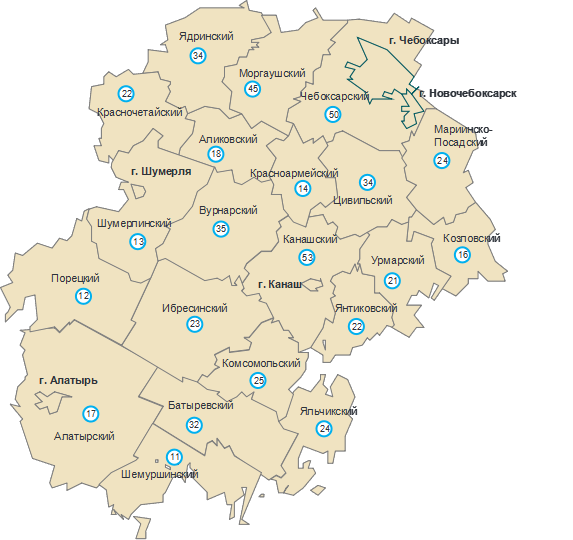 Ядринский
34
г. Чебоксары
Моргаушский
45
22
Красночетайский
Чебоксарский
50
г. Новочебоксарск
Мариинско-
Посадский
24
Аликовский
18
г. Шумерля
Красноармейский
14
34
Цивильский
Вурнарский
35
Шумерлинский
13
Канашский
53
Козловский
16
Урмарский
21
Порецкий
12
г. Канаш
Ибресинский
23
Янтиковский
22
Комсомольский
25
г. Алатырь
17
Алатырский
Батыревский
32
Яльчикский
24
11
Шемуршинский